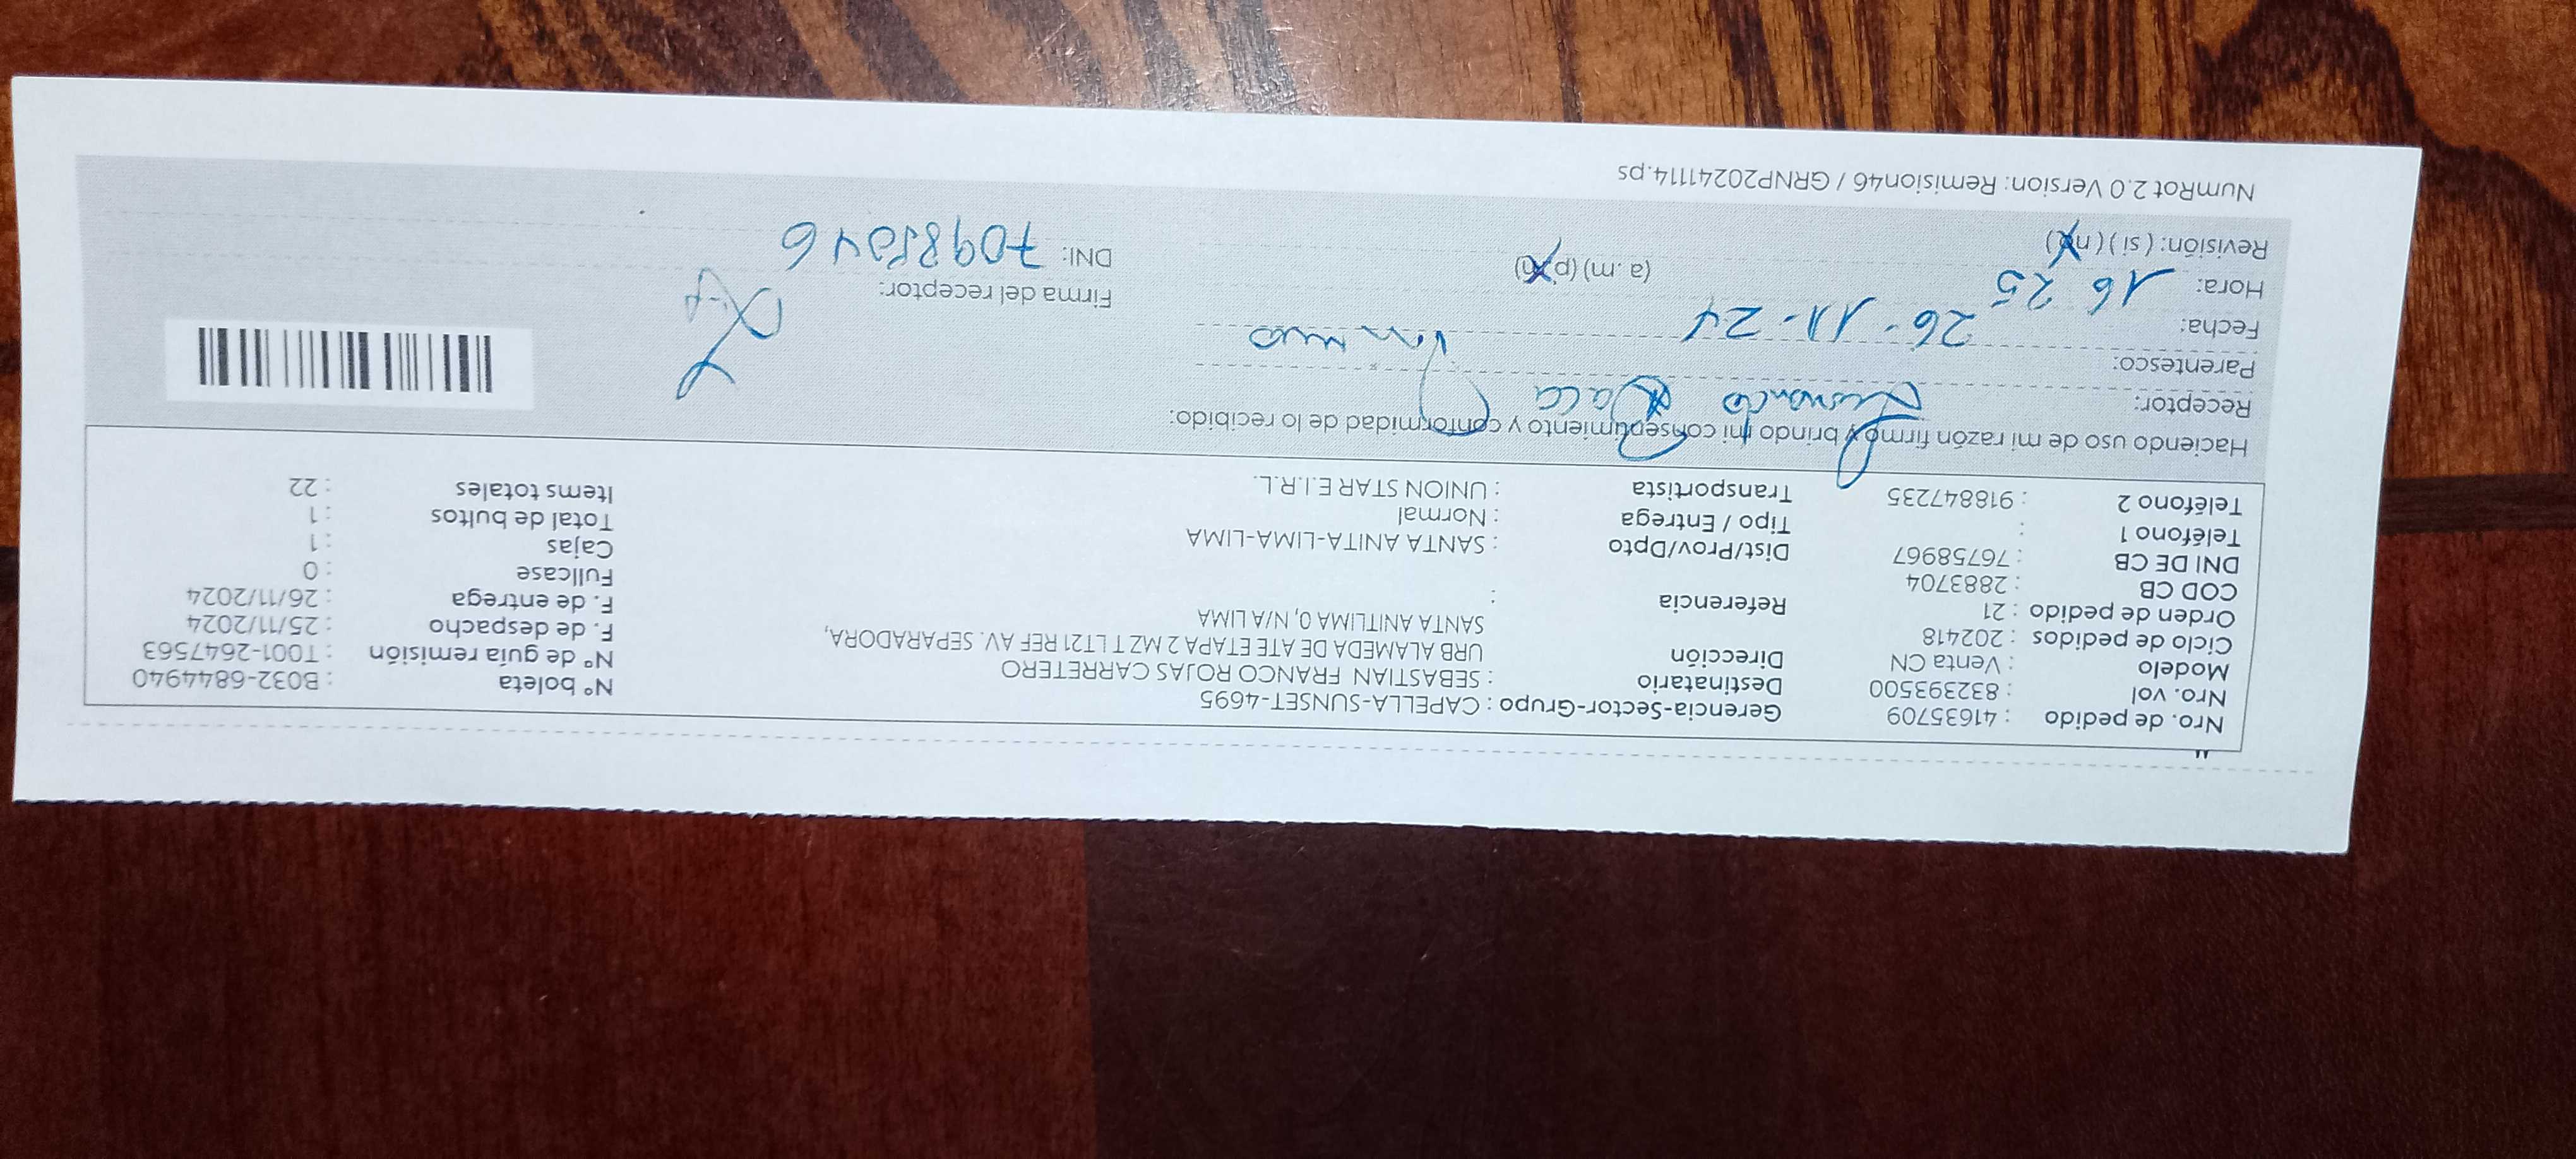 Nro. de pedido : 41635709 Gerencia-Sector-Grupo : CAPELLA-SUNSET-4695 N° boleta : B032-6844940
Nro. vol : 832393500 Destinatario : SEBASTIAN FRANCO ROJAS CARRETERO N° de guía remisión : T001-2647563
Modelo : Venta CN Dirección URB ALAMEDA DE ATE ETAPA 2 MZ T LT21 REF AV. SEPARADORA, F. de despacho : 25/11/2024
Ciclo de pedidos : 202418 SANTA ANITLIMA 0, N/A LIMA F. de entrega : 26/11/2024
Orden de pedido : 21 Referencia : Fullcase : 0
COD CB : 2883704 Cajas : 1
DNI DE CB : 76758967 Dist/Prov/Dpto : SANTA ANITA-LIMA-LIMA Total de bultos : 1
Teléfono 1 : Tipo / Entrega : Normal Items totales : 22
Teléfono 2 : 918847235 Transportista : UNION STAR E.I.R.L.
Haciendo uso de mi razón firmo y brindo mi consentimiento y conformidad de lo recibido:
Receptor:
Parentesco:
Fecha: 26-11-24 Firma del receptor:
Hora: 16 25 (a.m) (p.m) DNI:
Revisión: (si) (no)
NumRot 2.0 Version: Remision46 / GRNP20241114.ps